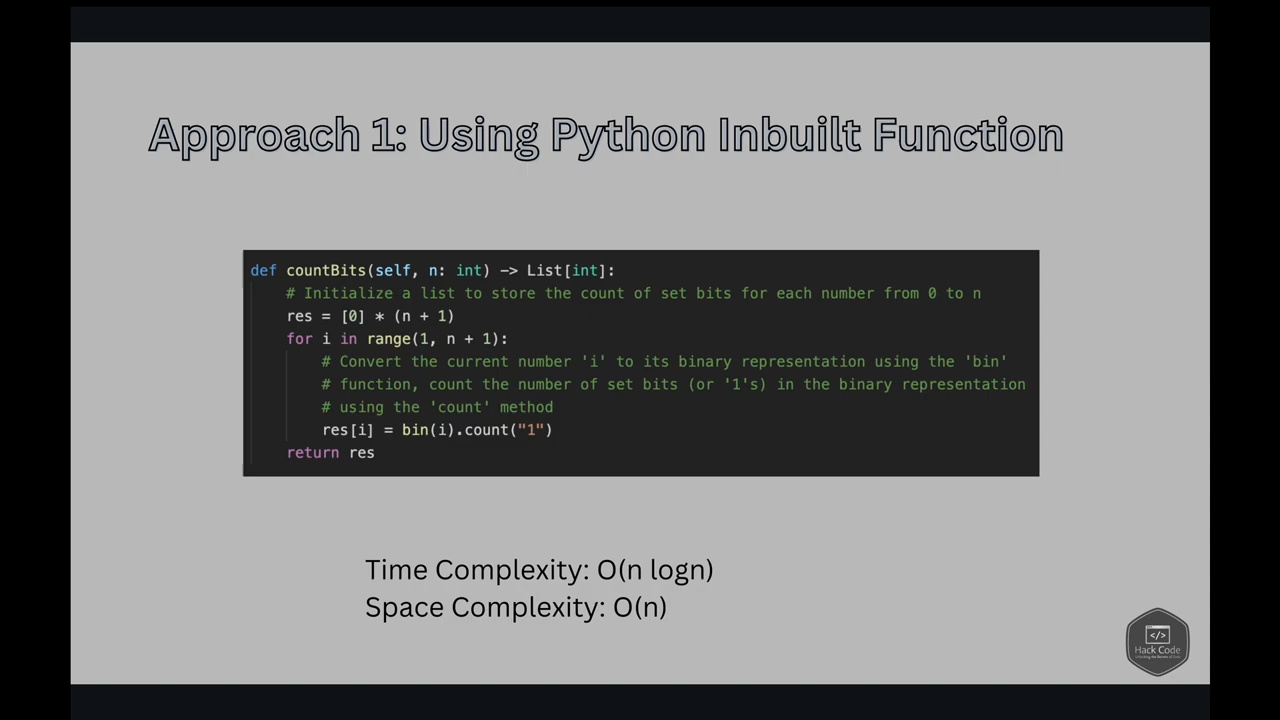 Approach 1: Using Python Inbuilt Function
def countBits(self, n: int) -> List[int]:
# Initialize a list to store the count of set bits for each number from 0 to n
res = [0] * (n + 1)
for i in range(1, n + 1):
# Convert the current number 'i' to its binary representation using the 'bin'
# function, count the number of set bits (or '1's) in the binary representation
# using the 'count' method
res[i] = bin(i).count("1")
return res
Time Complexity: O(n logn)
Space Complexity: O(n)
</>
Hack Code